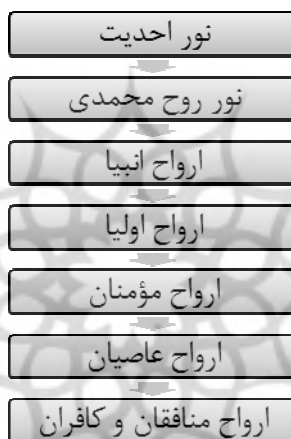 نور احدیت
نور روح محمدی
ارواح انبیا
ارواح اولیا
ارواح مؤمنان
ارواح عاصیان
ارواح منافقان و کافران